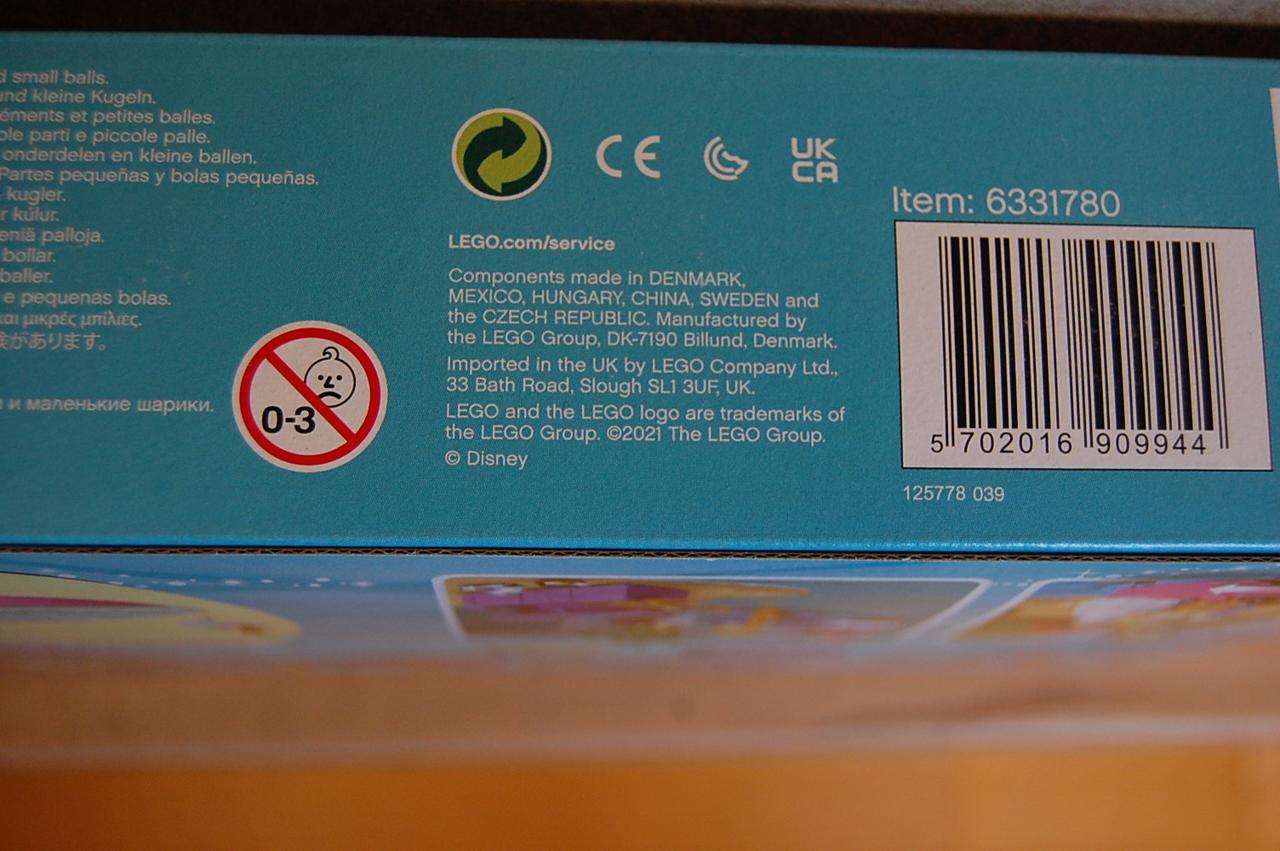 d small balls.
und kleine Kugeln.
éments et petites balles.
ole parti e piccole palle.
onderdelen en kleine ballen.
Partes pequeñas y bolas pequeñas.
kugler.
r kúlur.
eniä palloja.
bollar.
baller.
e pequenas bolas.
και μικρές μπίλιες.
険があります。
и маленькие шарики.
0-3
CE
UK
CA
LEGO.com/service
Components made in DENMARK,
MEXICO, HUNGARY, CHINA, SWEDEN and
the CZECH REPUBLIC. Manufactured by
the LEGO Group, DK-7190 Billund, Denmark.
Imported in the UK by LEGO Company Ltd.,
33 Bath Road, Slough SL1 3UF, UK.
LEGO and the LEGO logo are trademarks of
the LEGO Group. ©2021 The LEGO Group.
© Disney
Item: 6331780
5 702016 909944
125778 039